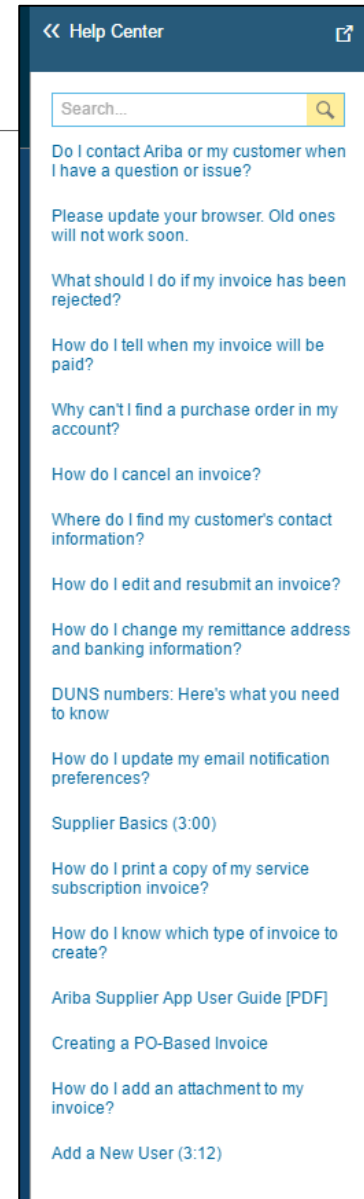 Help Center
Search...
Do I contact Ariba or my customer when
I have a question or issue?
Please update your browser. Old ones
will not work soon.
What should I do if my invoice has been
rejected?
How do I tell when my invoice will be
paid?
Why can't I find a purchase order in my
account?
How do I cancel an invoice?
Where do I find my customer's contact
information?
How do I edit and resubmit an invoice?
How do I change my remittance address
and banking information?
DUNS numbers: Here's what you need
to know
How do I update my email notification
preferences?
Supplier Basics (3:00)
How do I print a copy of my service
subscription invoice?
How do I know which type of invoice to
create?
Ariba Supplier App User Guide [PDF]
Creating a PO-Based Invoice
How do I add an attachment to my
invoice?
Add a New User (3:12)